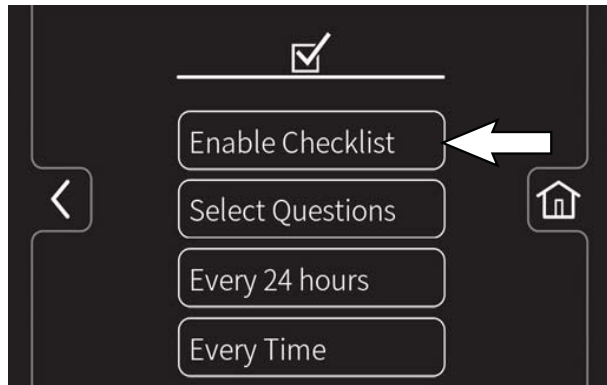 Enable Checklist
Select Questions
Every 24 hours
Every Time